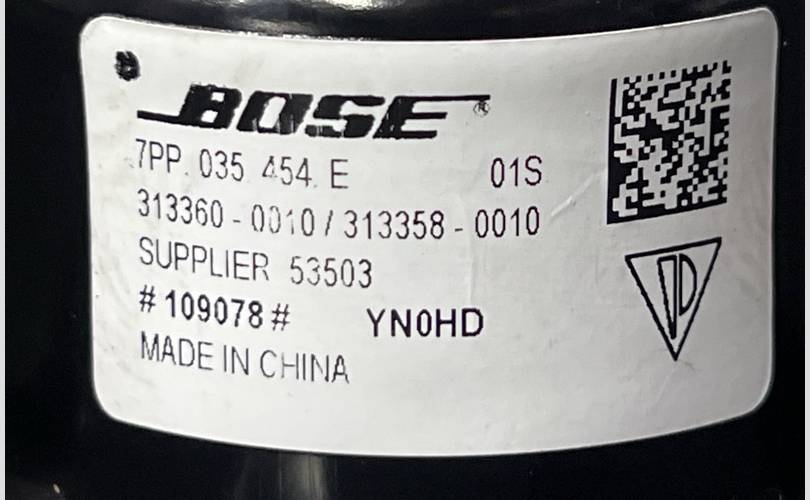 BOSE®
7PP. 035 454. E 01S
313360 - 0010 / 313358 - 0010
SUPPLIER 53503
#109078# YN0HD
MADE IN CHINA